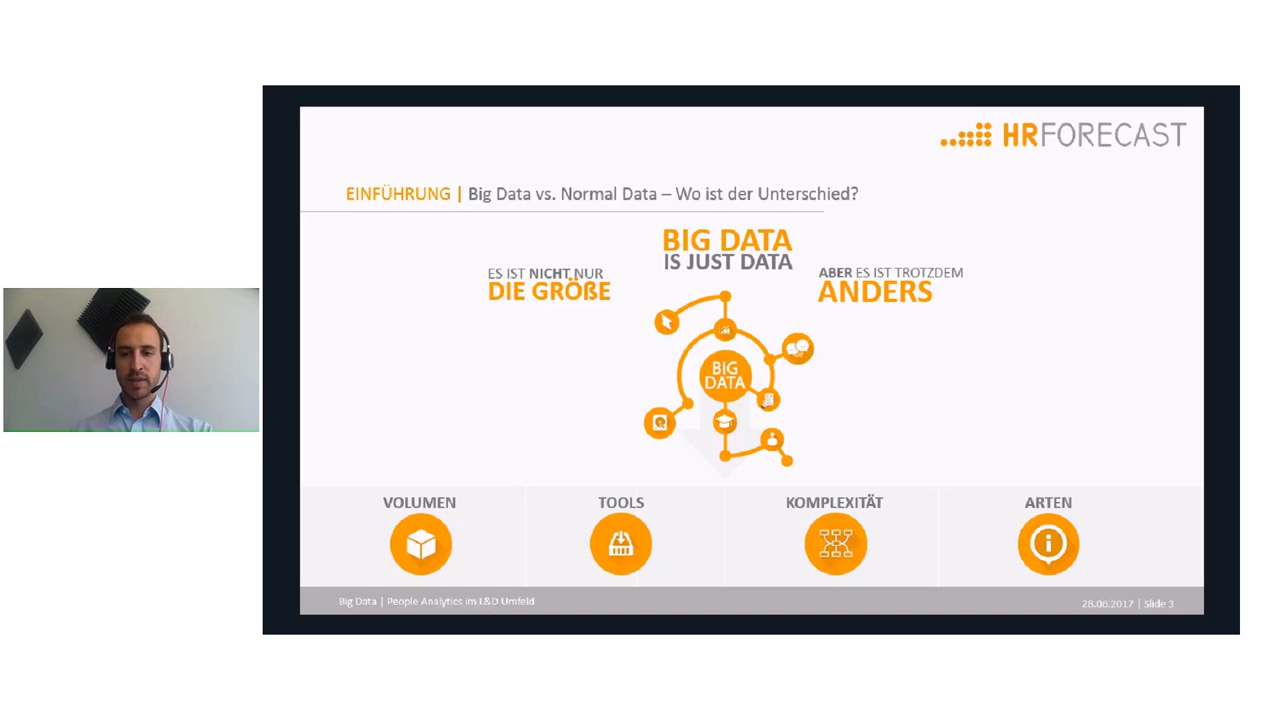 HRFORECAST
EINFÜHRUNG | Big Data vs. Normal Data – Wo ist der Unterschied?
BIG DATA
IS JUST DATA
ES IST NICHT NUR
DIE GRÖßE
ABER ES IST TROTZDEM
ANDERS
BIG
DATA
VOLUMEN
TOOLS
KOMPLEXITÄT
ARTEN
Big Data | People Analytics im L&D Umfeld
28.06.2017 | Slide 3